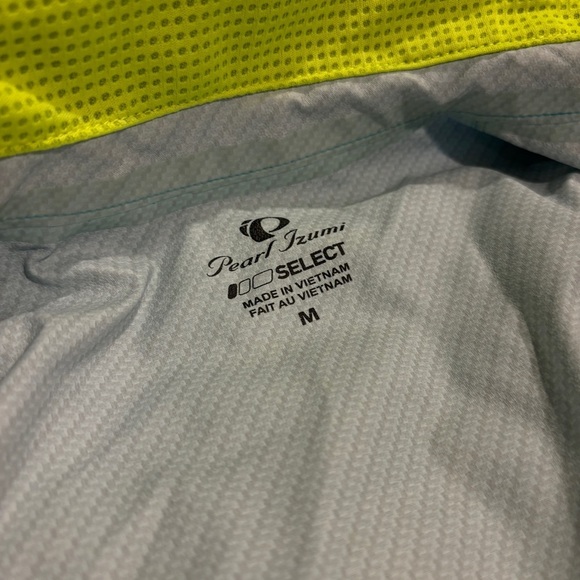 Pearl Izumi
SELECT
MADE IN VIETNAM
FAIT AU VIETNAM
M